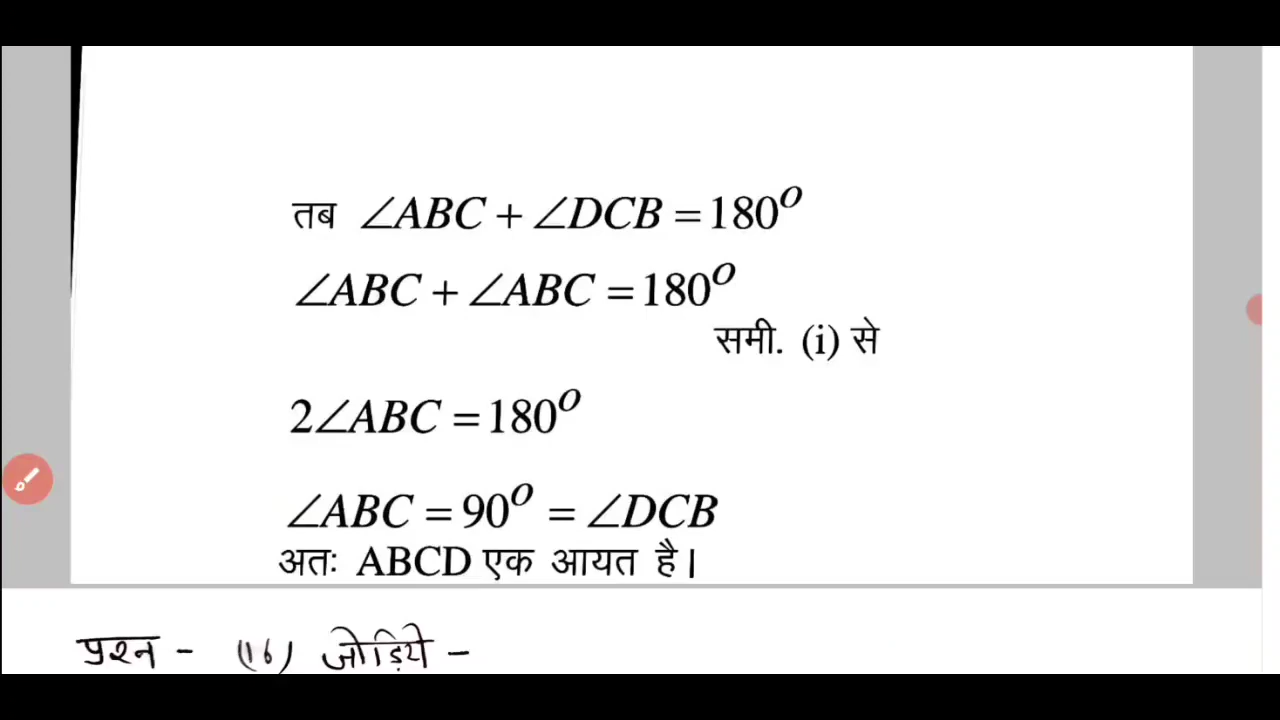 तब ∠ABC + ∠DCB = 180°
∠ABC + ∠ABC = 180°
समी. (i) से
2∠ABC = 180°
∠ABC = 90° = ∠DCB
अतः ABCD एक आयत है।
प्रश्न - (16) जोड़िये -